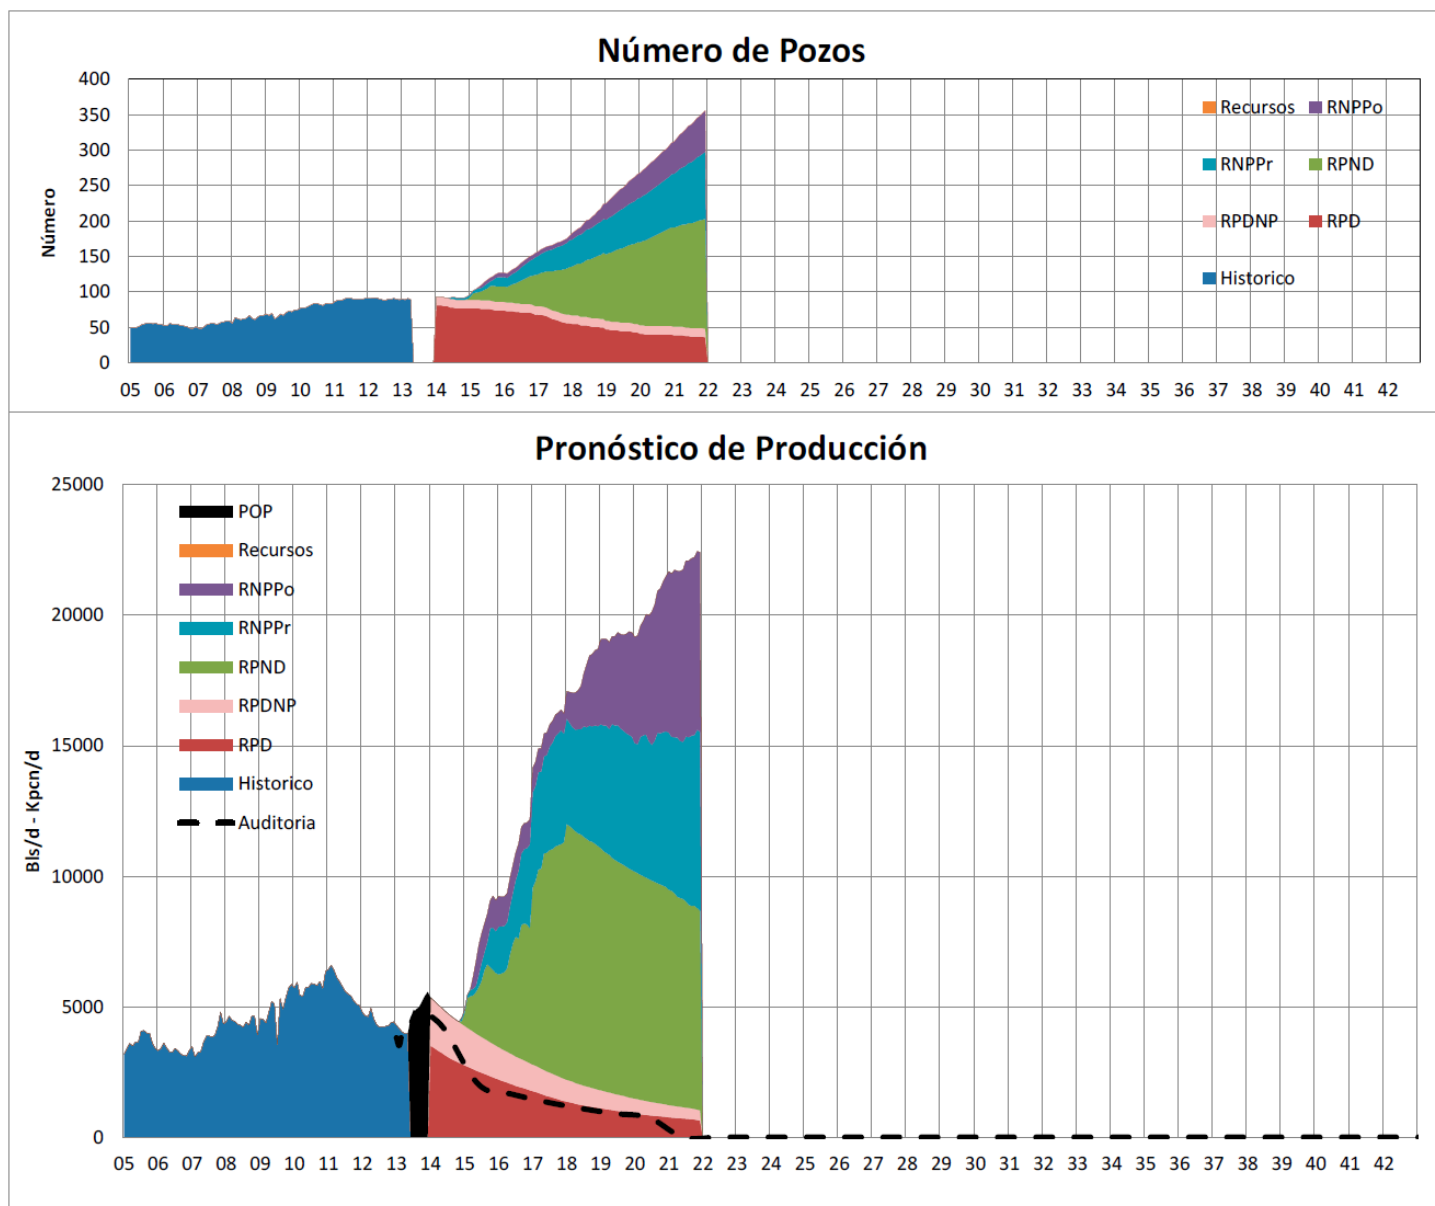 Número de Pozos
400
350
300
250
200
150
100
50
0
Número
Recursos RNPPo
RNPPr RPND
RPDNP RPD
Historico
05 06 07 08 09 10 11 12 13 14 15 16 17 18 19 20 21 22 23 24 25 26 27 28 29 30 31 32 33 34 35 36 37 38 39 40 41 42
Pronóstico de Producción
25000
20000
15000
10000
5000
0
Bls/d - Kpcn/d
POP
Recursos
RNPPo
RNPPr
RPND
RPDNP
RPD
Historico
Auditoria
05 06 07 08 09 10 11 12 13 14 15 16 17 18 19 20 21 22 23 24 25 26 27 28 29 30 31 32 33 34 35 36 37 38 39 40 41 42